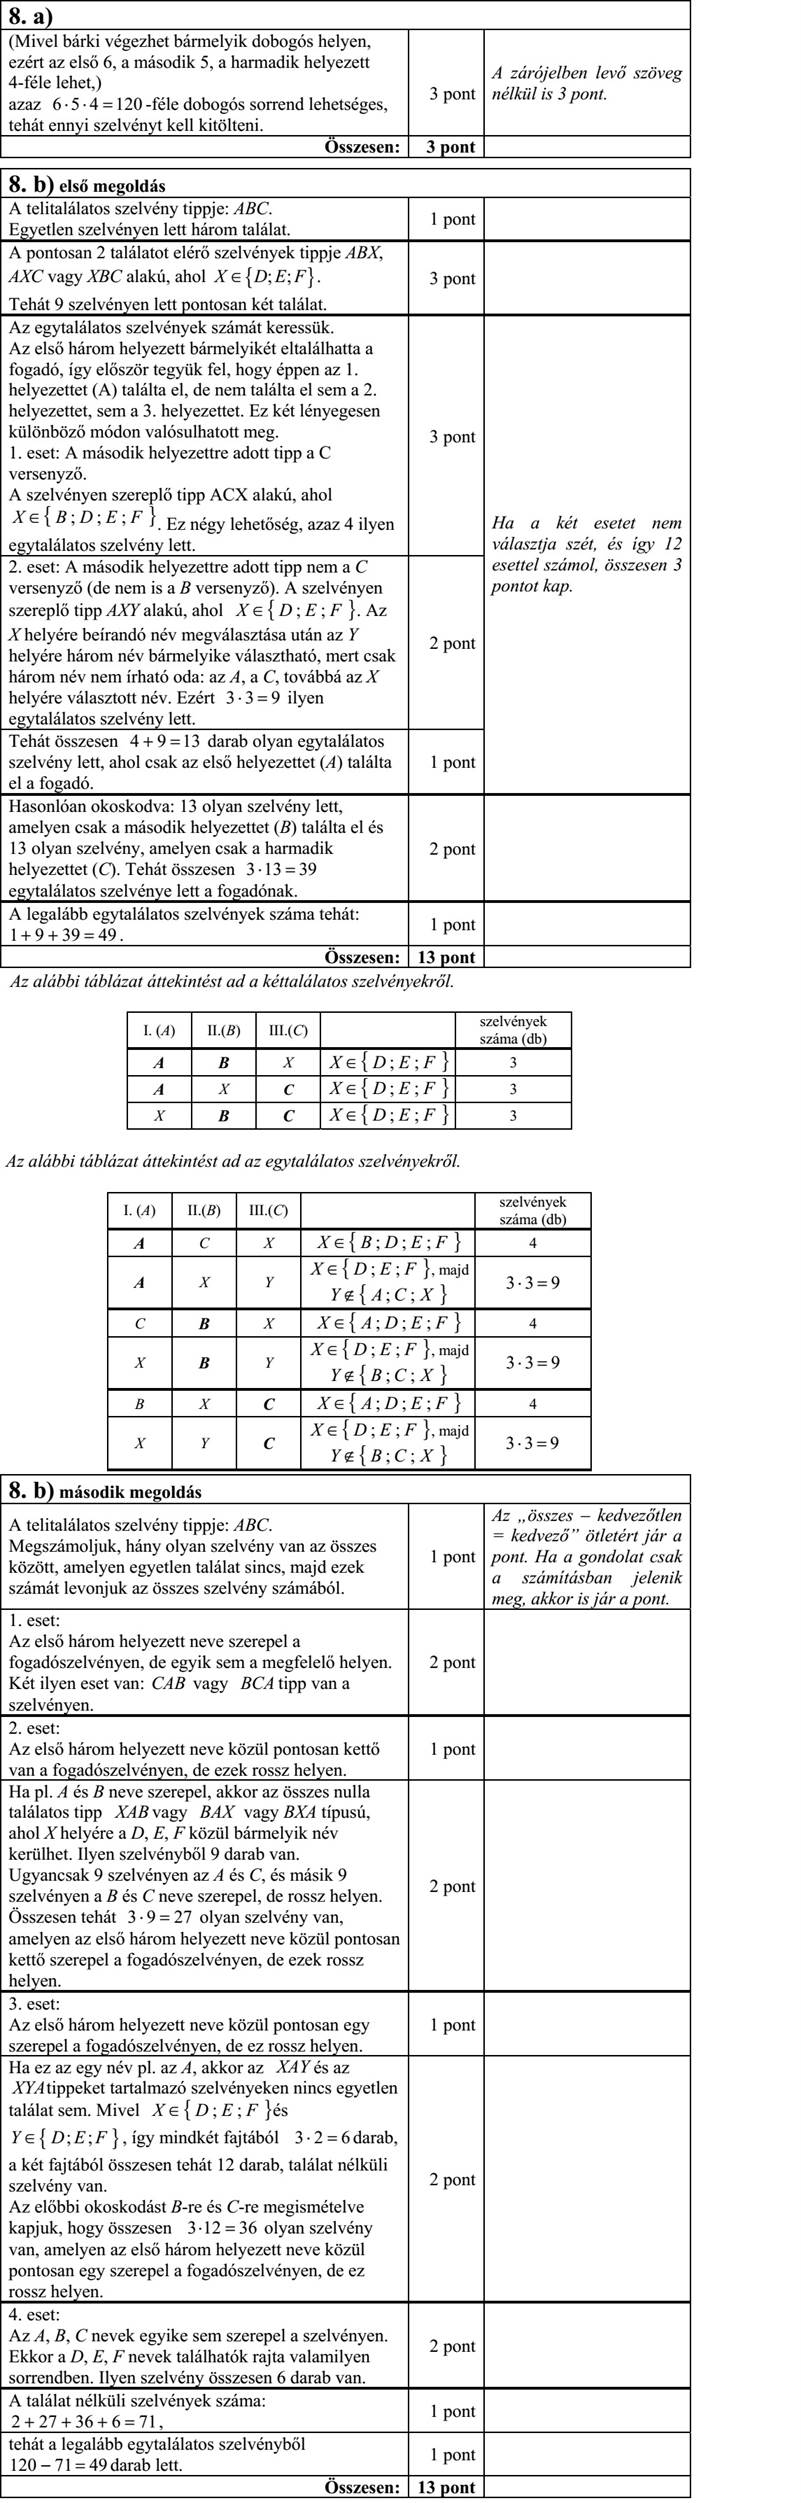 8. a)
(Mivel bárki végezhet bármelyik dobogós helyen,
ezért az első 6, a második 5, a harmadik helyezett
4-féle lehet,)
azaz 6·5·4=120-féle dobogós sorrend lehetséges,
tehát ennyi szelvényt kell kitölteni.
3 pont
A zárójelben levő szöveg
nélkül is 3 pont.
Összesen: 3 pont
8. b) első megoldás
A telitalálatos szelvény tippje: ABC.
Egyetlen szelvényen lett három találat.
1 pont
A pontosan 2 találatot elérő szelvények tippje ABX,
AXC vagy XBC alakú, ahol X∈{D;E;F}.
Tehát 9 szelvényen lett pontosan két találat.
3 pont
Az egytalálatos szelvények számát keressük.
Az első három helyezett bármelyikét eltalálhatta a
fogadó, így először tegyük fel, hogy éppen az 1.
helyezettet (A) találta el, de nem találta el sem a 2.
helyezettet, sem a 3. helyezettet. Ez két lényegesen
különböző módon valósulhatott meg.
1. eset: A második helyezettre adott tipp a C
versenyző.
A szelvényen szereplő tipp ACX alakú, ahol
X∈{B;D;E;F}. Ez négy lehetőség, azaz 4 ilyen
egytalálatos szelvény lett.
3 pont
Ha a két esetet nem
választja szét, és így 12
esettel számol, összesen 3
pontot kap.
2. eset: A második helyezettre adott tipp nem a C
versenyző (de nem is a B versenyző). A szelvényen
szereplő tipp AXY alakú, ahol X∈{D;E;F}. Az
X helyére beírandó név megválasztása után az Y
helyére három név bármelyike választható, mert csak
három név nem írható oda: az A, a C, továbbá az X
helyére választott név. Ezért 3·3=9 ilyen
egytalálatos szelvény lett.
2 pont
Tehát összesen 4+9=13 darab olyan egytalálatos
szelvény lett, ahol csak az első helyezettet (A) találta
el a fogadó.
1 pont
Hasonlóan okoskodva: 13 olyan szelvény lett,
amelyen csak a második helyezettet (B) találta el és
13 olyan szelvény, amelyen csak a harmadik
helyezettet (C). Tehát összesen 3·13=39
egytalálatos szelvénye lett a fogadónak.
2 pont
A legalább egytalálatos szelvények száma tehát:
1+9+39=49.
1 pont
Összesen: 13 pont
Az alábbi táblázat áttekintést ad a kéttalálatos szelvényekről.
I. (A) II.(B) III.(C) szelvények
száma (db)
A B X X∈{D;E;F} 3
A X C X∈{D;E;F} 3
X B C X∈{D;E;F} 3
Az alábbi táblázat áttekintést ad az egytalálatos szelvényekről.
I. (A) II.(B) III.(C) szelvények
száma (db)
A C X X∈{B;D;E;F} 4
A X Y X∈{D;E;F}, majd
Y∉{A;C;X} 3·3=9
C B X X∈{A;D;E;F} 4
X B Y X∈{D;E;F}, majd
Y∉{B;C;X} 3·3=9
B X C X∈{A;D;E;F} 4
X Y C X∈{D;E;F}, majd
Y∉{B;C;X} 3·3=9
8. b) második megoldás
A telitalálatos szelvény tippje: ABC.
Megszámoljuk, hány olyan szelvény van az összes
között, amelyen egyetlen találat sincs, majd ezek
számát levonjuk az összes szelvény számából.
1 pont
Az „összes – kedvezőtlen
= kedvező” ötletért jár a
pont. Ha a gondolat csak
a számításban jelenik
meg, akkor is jár a pont.
1. eset:
Az első három helyezett neve szerepel a
fogadószelvényen, de egyik sem a megfelelő helyen.
Két ilyen eset van: CAB vagy BCA tipp van a
szelvényen.
2 pont
2. eset:
Az első három helyezett neve közül pontosan kettő
van a fogadószelvényen, de ezek rossz helyen.
1 pont
Ha pl. A és B neve szerepel, akkor az összes nulla
találatos tipp XAB vagy BAX vagy BXA típusú,
ahol X helyére a D, E, F közül bármelyik név
kerülhet. Ilyen szelvényből 9 darab van.
Ugyancsak 9 szelvényen az A és C, és másik 9
szelvényen a B és C neve szerepel, de rossz helyen.
Összesen tehát 3·9=27 olyan szelvény van,
amelyen az első három helyezett neve közül pontosan
kettő szerepel a fogadószelvényen, de ezek rossz
helyen.
2 pont
3. eset:
Az első három helyezett neve közül pontosan egy
szerepel a fogadószelvényen, de ez rossz helyen.
1 pont
Ha ez az egy név pl. az A, akkor az XAY és az
XYA tippeket tartalmazó szelvényeken nincs egyetlen
találat sem. Mivel X∈{D;E;F}és
Y∈{D;E;F}, így mindkét fajtából 3·2=6 darab,
a két fajtából összesen tehát 12 darab, találat nélküli
szelvény van.
Az előbbi okoskodást B-re és C-re megismételve
kapjuk, hogy összesen 3·12=36 olyan szelvény
van, amelyen az első három helyezett neve közül
pontosan egy szerepel a fogadószelvényen, de ez
rossz helyen.
2 pont
4. eset:
Az A, B, C nevek egyike sem szerepel a szelvényen.
Ekkor a D, E, F nevek találhatók rajta valamilyen
sorrendben. Ilyen szelvény összesen 6 darab van.
2 pont
A találat nélküli szelvények száma:
2+27+36+6=71,
1 pont
tehát a legalább egytalálatos szelvényből
120−71=49 darab lett.
1 pont
Összesen: 13 pont